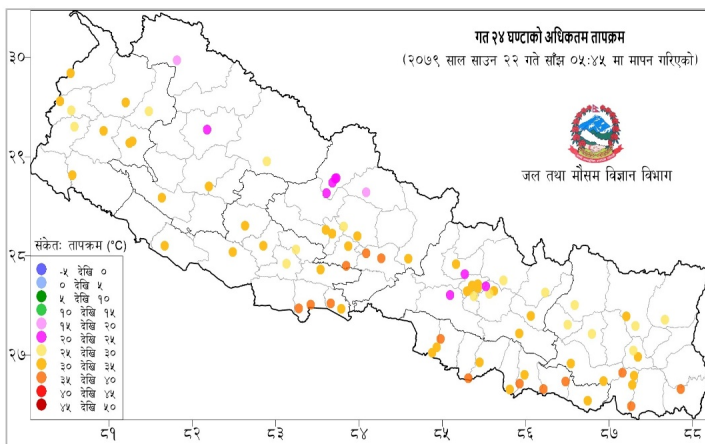 गत २४ घण्टाको अधिकतम तापक्रम
(२०७९ साल साउन २२ गते साँझ ०५:४५ मा मापन गरिएको)
जल तथा मौसम विज्ञान विभाग
३०
२९
२८
२७
संकेतः तापक्रम (°C)
-५ देखि ०
० देखि ५
५ देखि १०
१० देखि १५
१५ देखि २०
२० देखि २५
२५ देखि ३०
३० देखि ३५
३५ देखि ४०
४० देखि ४५
४५ देखि ५०
८१ ८२ ८३ ८४ ८५ ८६ ८७ ८८